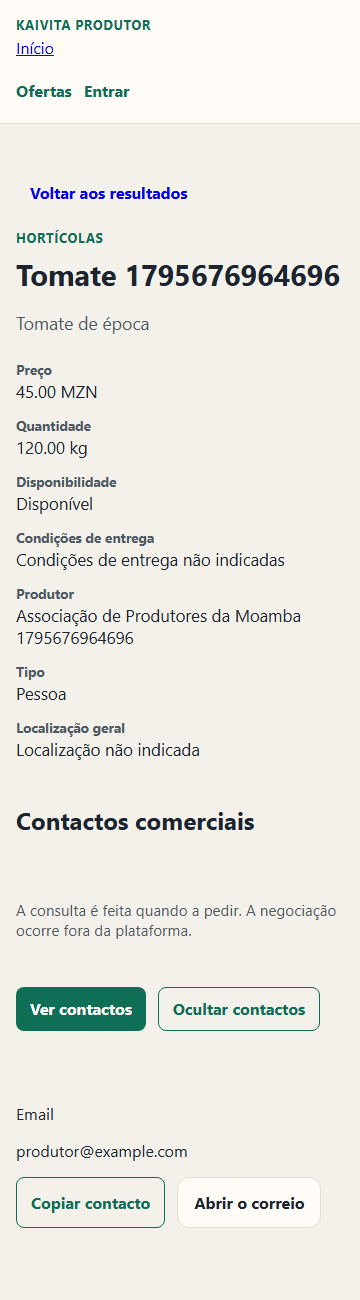 KAIVITA PRODUTOR
Início
Ofertas Entrar
Voltar aos resultados
HORTÍCOLAS
Tomate 1795676964696
Tomate de época
Preço
45.00 MZN
Quantidade
120.00 kg
Disponibilidade
Disponível
Condições de entrega
Condições de entrega não indicadas
Produtor
Associação de Produtores da Moamba
1795676964696
Tipo
Pessoa
Localização geral
Localização não indicada
Contactos comerciais
A consulta é feita quando a pedir. A negociação
ocorre fora da plataforma.
Ver contactos Ocultar contactos
Email
produtor@example.com
Copiar contacto Abrir o correio